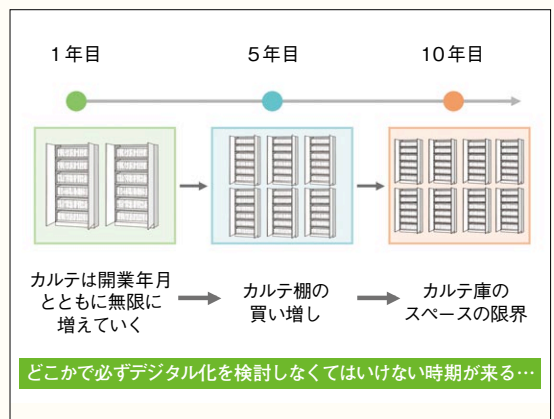 1年目
5年目
10年目
カルテは開業年月
とともに無限に
増えていく
カルテ棚の
買い増し
カルテ庫の
スペースの限界
どこかで必ずデジタル化を検討しなくてはいけない時期が来る…